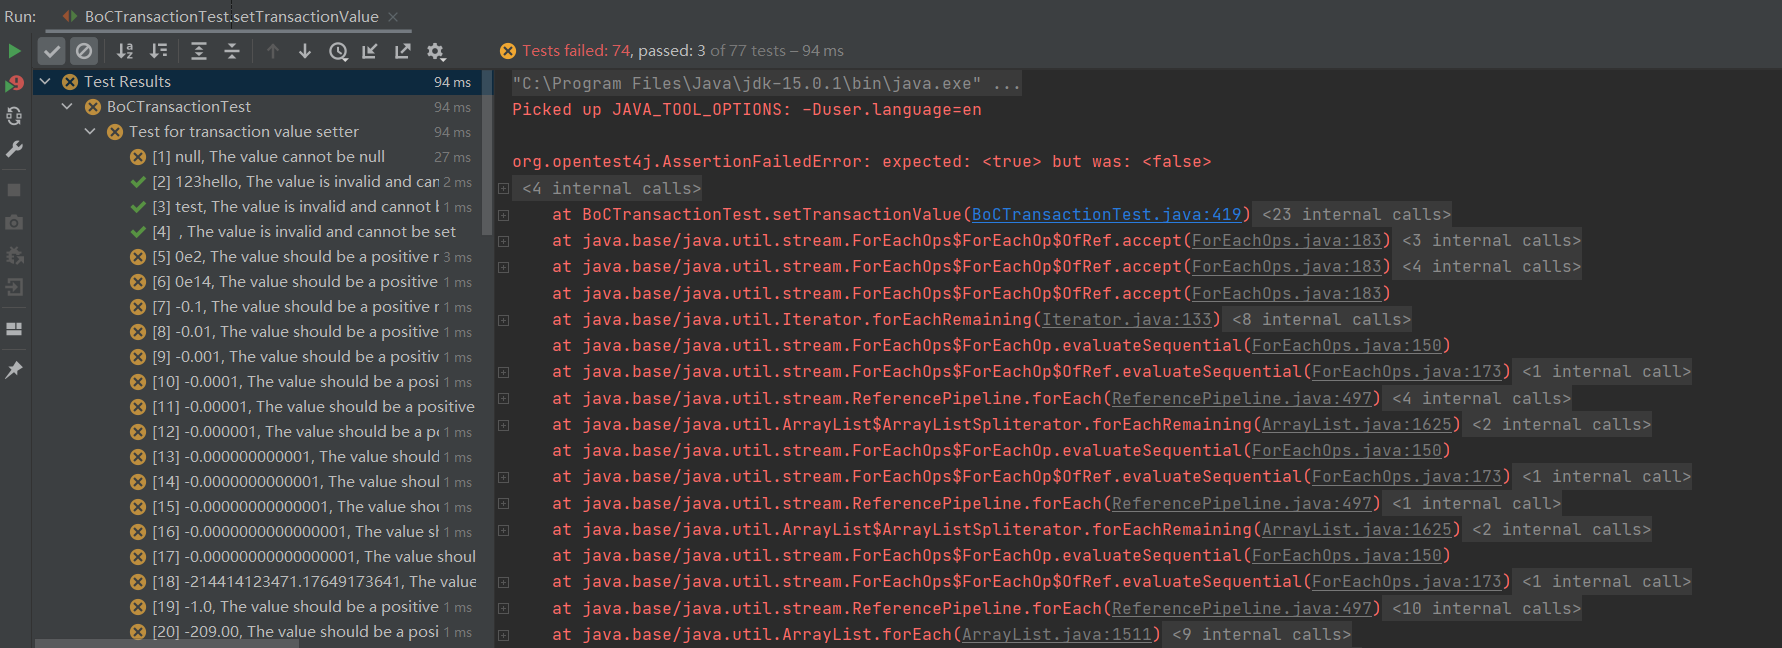 Run: BoCTransactionTest.setTransactionValue
Tests failed: 74, passed: 3 of 77 tests – 94 ms
Test Results 94 ms
BoCTransactionTest 94 ms
Test for transaction value setter 94 ms
[1] null, The value cannot be null 27 ms
[2] 123hello, The value is invalid and can 2 ms
[3] test, The value is invalid and cannot b 1 ms
[4]  , The value is invalid and cannot be set
[5] 0e2, The value should be a positive r 3 ms
[6] 0e14, The value should be a positive 1 ms
[7] -0.1, The value should be a positive r 1 ms
[8] -0.01, The value should be a positive 1 ms
[9] -0.001, The value should be a positiv 1 ms
[10] -0.0001, The value should be a posi 1 ms
[11] -0.00001, The value should be a positive
[12] -0.000001, The value should be a p 1 ms
[13] -0.000000000001, The value should 1 ms
[14] -0.0000000000001, The value shoul 1 ms
[15] -0.00000000000001, The value shou 1 ms
[16] -0.000000000000001, The value sh 1 ms
[17] -0.00000000000000001, The value shoul
[18] -214414123471.17649173641, The value
[19] -1.0, The value should be a positive 1 ms
[20] -209.00, The value should be a posi 1 ms
"C:\Program Files\Java\jdk-15.0.1\bin\java.exe" ...
Picked up JAVA_TOOL_OPTIONS: -Duser.language=en
org.opentest4j.AssertionFailedError: expected: <true> but was: <false>
<4 internal calls>
at BoCTransactionTest.setTransactionValue(BoCTransactionTest.java:419) <23 internal calls>
at java.base/java.util.stream.ForEachOps$ForEachOp$OfRef.accept(ForEachOps.java:183) <3 internal calls>
at java.base/java.util.stream.ForEachOps$ForEachOp$OfRef.accept(ForEachOps.java:183) <4 internal calls>
at java.base/java.util.stream.ForEachOps$ForEachOp$OfRef.accept(ForEachOps.java:183)
at java.base/java.util.Iterator.forEachRemaining(Iterator.java:133) <8 internal calls>
at java.base/java.util.stream.ForEachOps$ForEachOp.evaluateSequential(ForEachOps.java:150)
at java.base/java.util.stream.ForEachOps$ForEachOp$OfRef.evaluateSequential(ForEachOps.java:173) <1 internal call>
at java.base/java.util.stream.ReferencePipeline.forEach(ReferencePipeline.java:497) <4 internal calls>
at java.base/java.util.ArrayList$ArrayListSpliterator.forEachRemaining(ArrayList.java:1625) <2 internal calls>
at java.base/java.util.stream.ForEachOps$ForEachOp.evaluateSequential(ForEachOps.java:150)
at java.base/java.util.stream.ForEachOps$ForEachOp$OfRef.evaluateSequential(ForEachOps.java:173) <1 internal call>
at java.base/java.util.stream.ReferencePipeline.forEach(ReferencePipeline.java:497) <1 internal call>
at java.base/java.util.ArrayList$ArrayListSpliterator.forEachRemaining(ArrayList.java:1625) <2 internal calls>
at java.base/java.util.stream.ForEachOps$ForEachOp.evaluateSequential(ForEachOps.java:150)
at java.base/java.util.stream.ForEachOps$ForEachOp$OfRef.evaluateSequential(ForEachOps.java:173) <1 internal call>
at java.base/java.util.stream.ReferencePipeline.forEach(ReferencePipeline.java:497) <10 internal calls>
at java.base/java.util.ArrayList.forEach(ArrayList.java:1511) <9 internal calls>